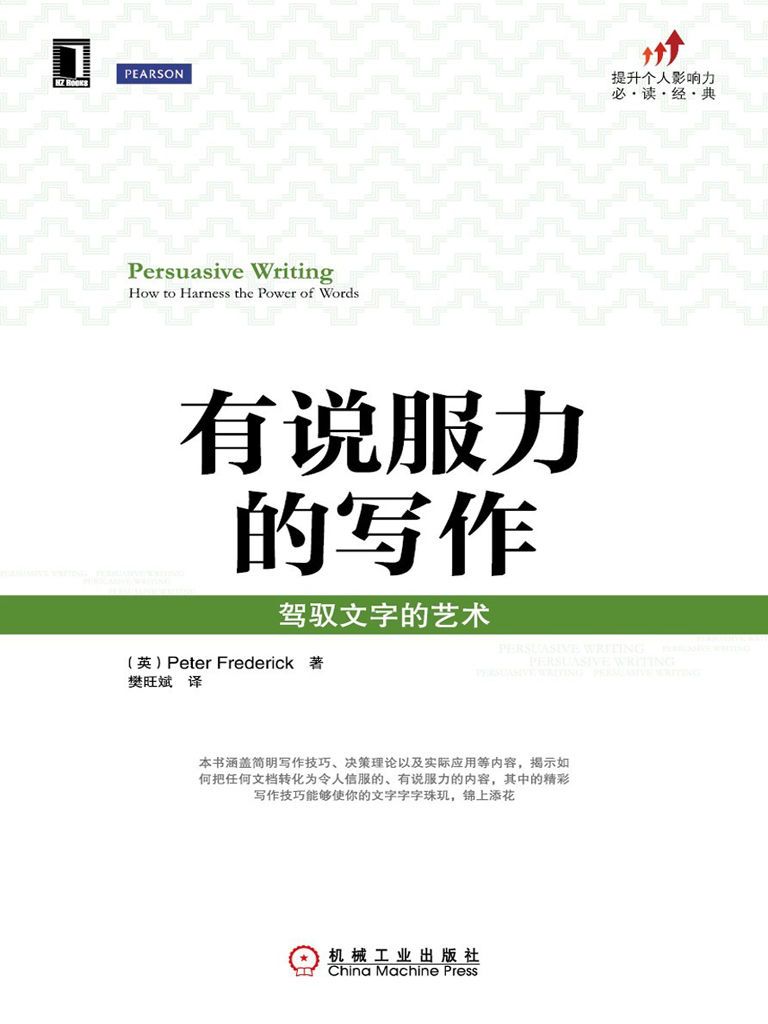 HZ Books
PEARSON
提升个人影响力
必·读·经·典
Persuasive Writing
How to Harness the Power of Words
有说服力
的写作
PERSUASIVE WRITING PERSUASIVE WRITING
PERSUASIVE WRITING
PERSUASIVE WRITING
驾驭文字的艺术
PERSUASIVE WRITING
PERSUASIVE WRITING PERSUASIVE WRITING
PERSUASIVE WRITING
PERSUASIVE WRITING PERSUASIVE WRITING
（英）Peter Frederick 著
樊旺斌 译
本书涵盖简明写作技巧、决策理论以及实际应用等内容，揭示如
何把任何文档转化为令人信服的、有说服力的内容，其中的精彩
写作技巧能够使你的文字字字珠玑，锦上添花
机械工业出版社
China Machine Press